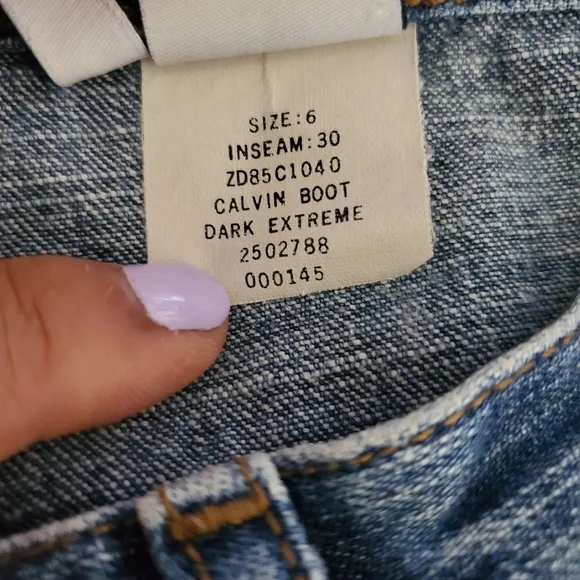 SIZE:6
INSEAM:30
ZD85C1040
CALVIN BOOT
DARK EXTREME
2502788
000145